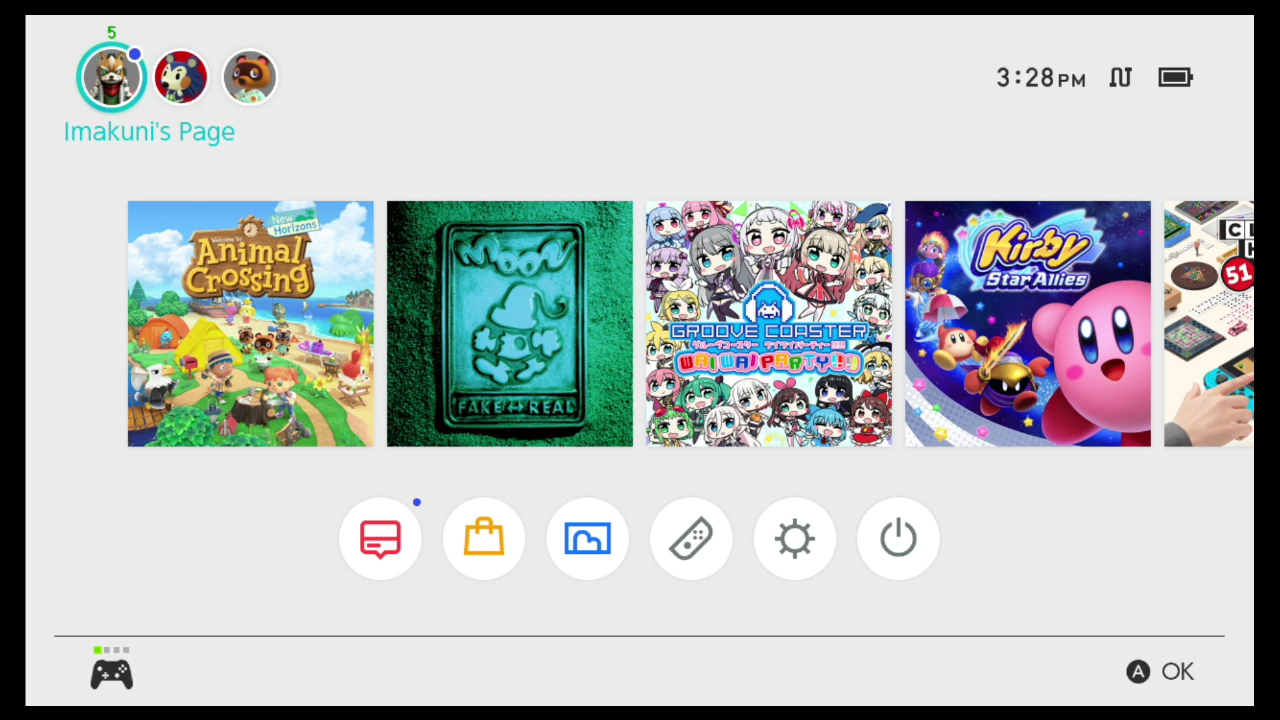 5
3:28PM
Imakuni's Page
New
Horizons
Welcome to
Animal
Crossing
MOON
FAKE REAL
GROOVE COASTER
グルーヴコースター ワイワイパーティー!!!!
WAI WAI PARTY!!!!
Kirby
Star Allies
51
A OK